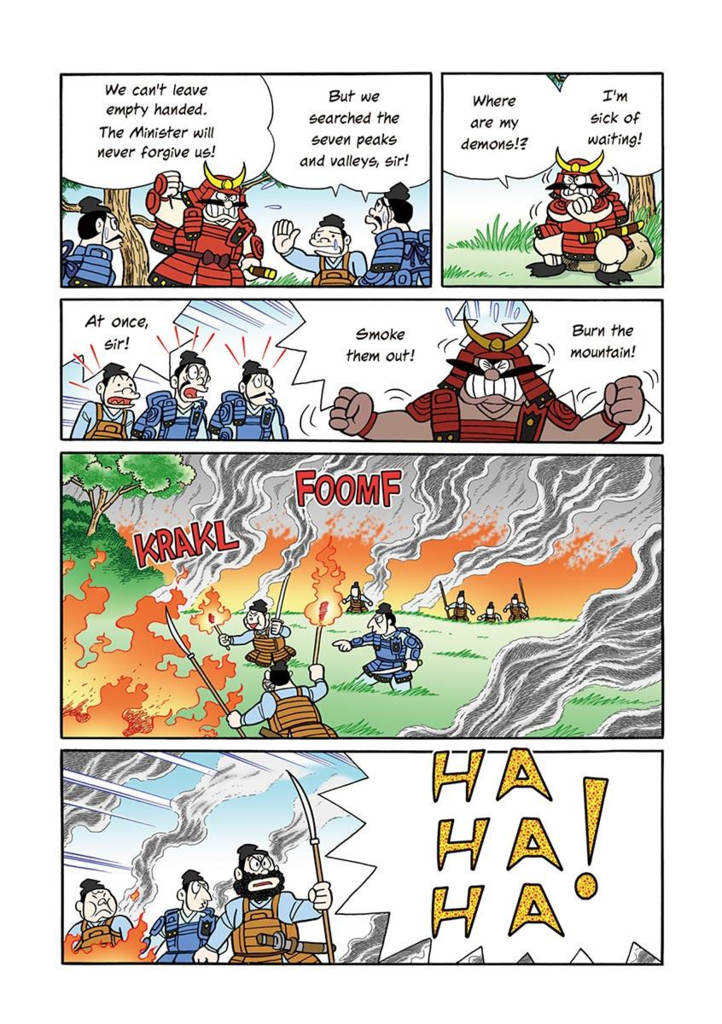 We can't leave
empty handed.
The Minister will
never forgive us!
But we
searched the
seven peaks
and valleys, sir!
Where
are my
demons!?
I'm
sick of
waiting!
At once,
sir!
Smoke
them out!
Burn the
mountain!
KRAKL
FOOMF
HA
HA
HA!